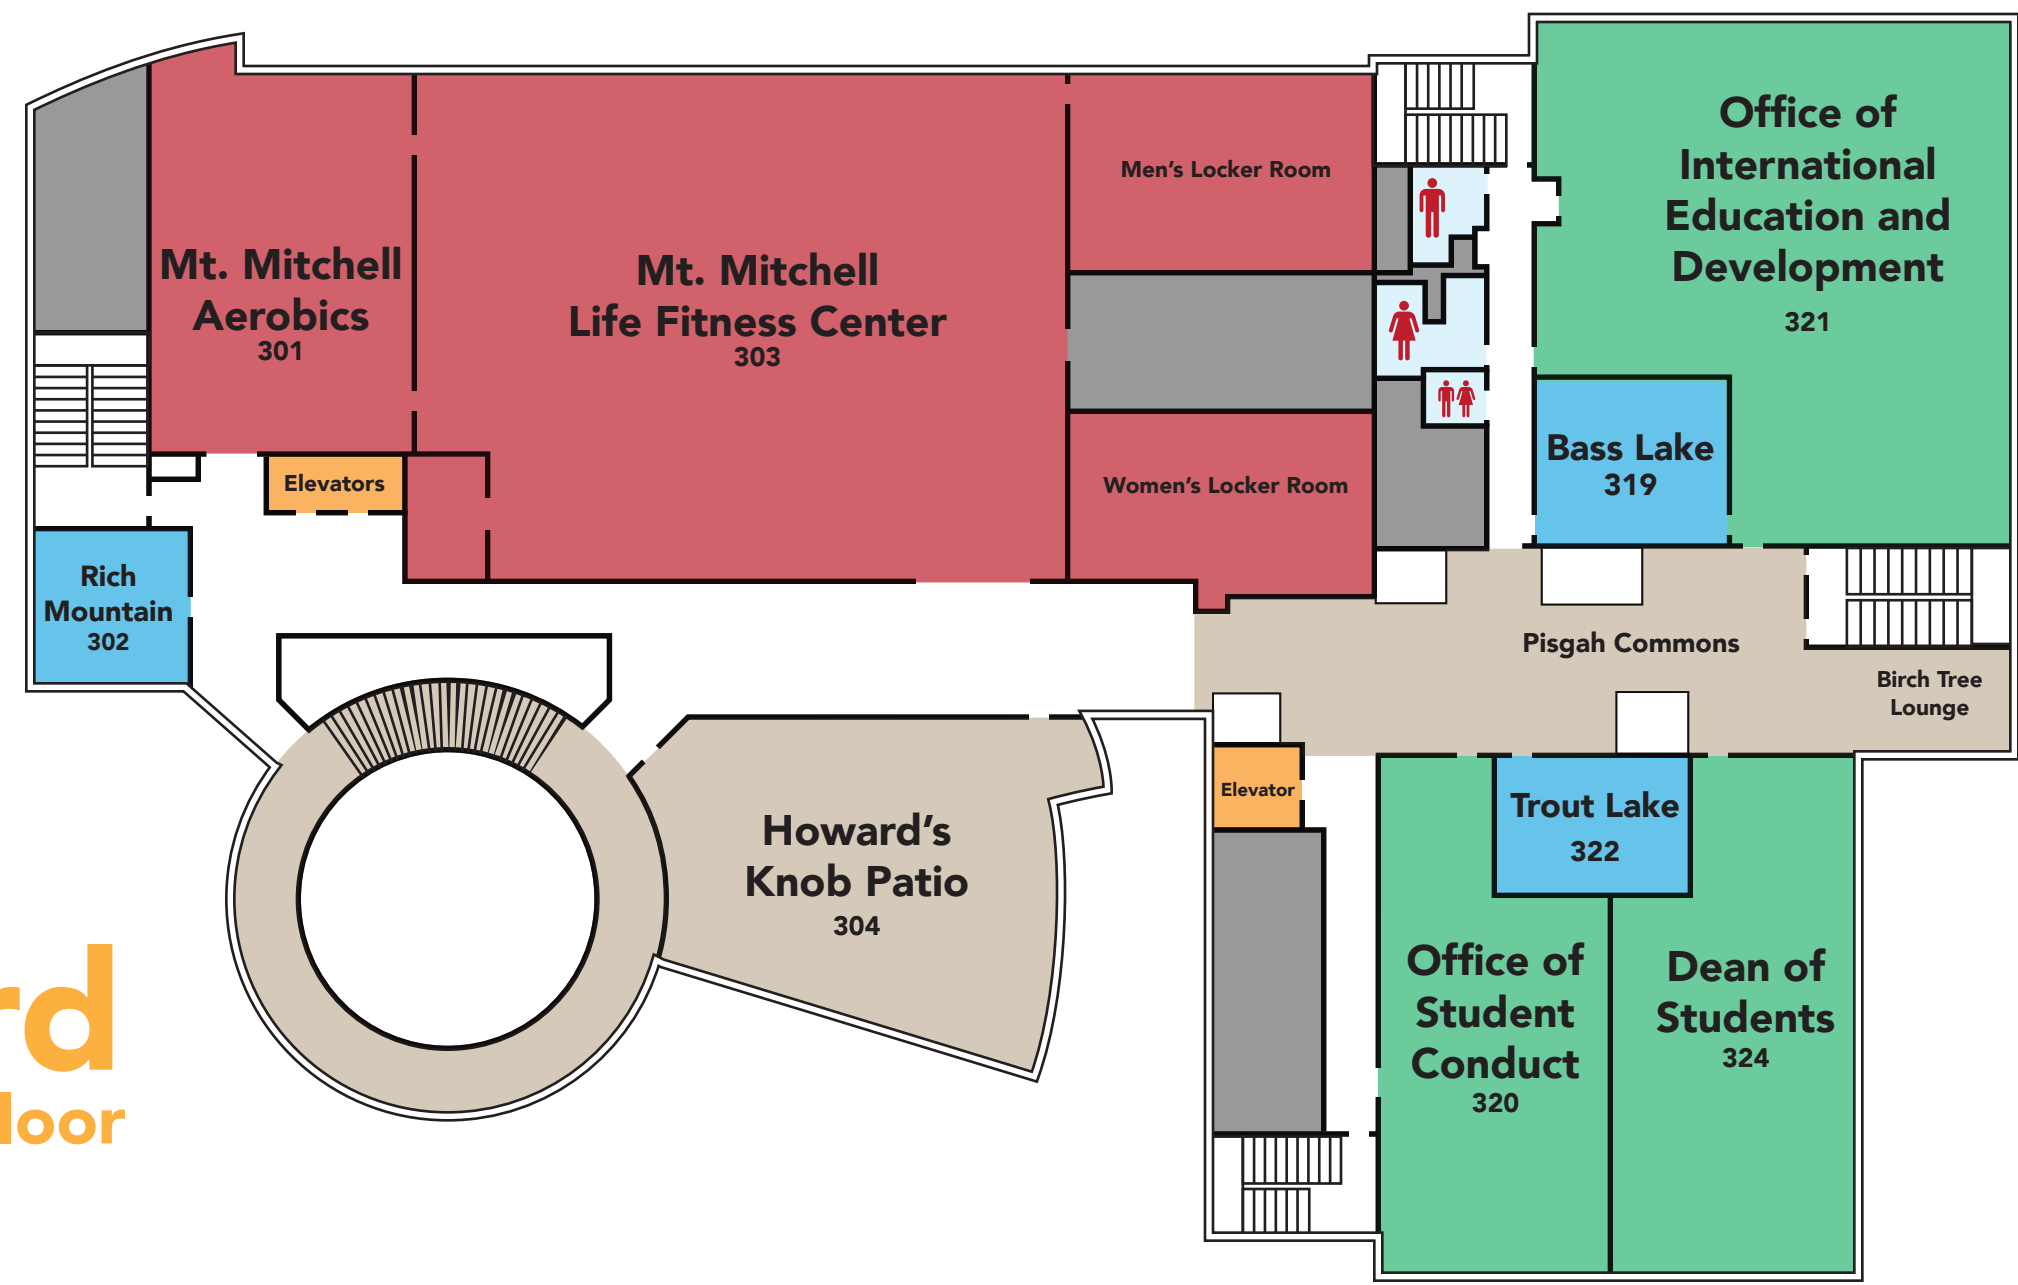 Mt. Mitchell
Aerobics
301
Mt. Mitchell
Life Fitness Center
303
Men’s Locker Room
Women’s Locker Room
Office of
International
Education and
Development
321
Bass Lake
319
Elevators
Rich
Mountain
302
Pisgah Commons
Birch Tree
Lounge
Howard’s
Knob Patio
304
Elevator
Trout Lake
322
Office of
Student
Conduct
320
Dean of
Students
324
rd
loor